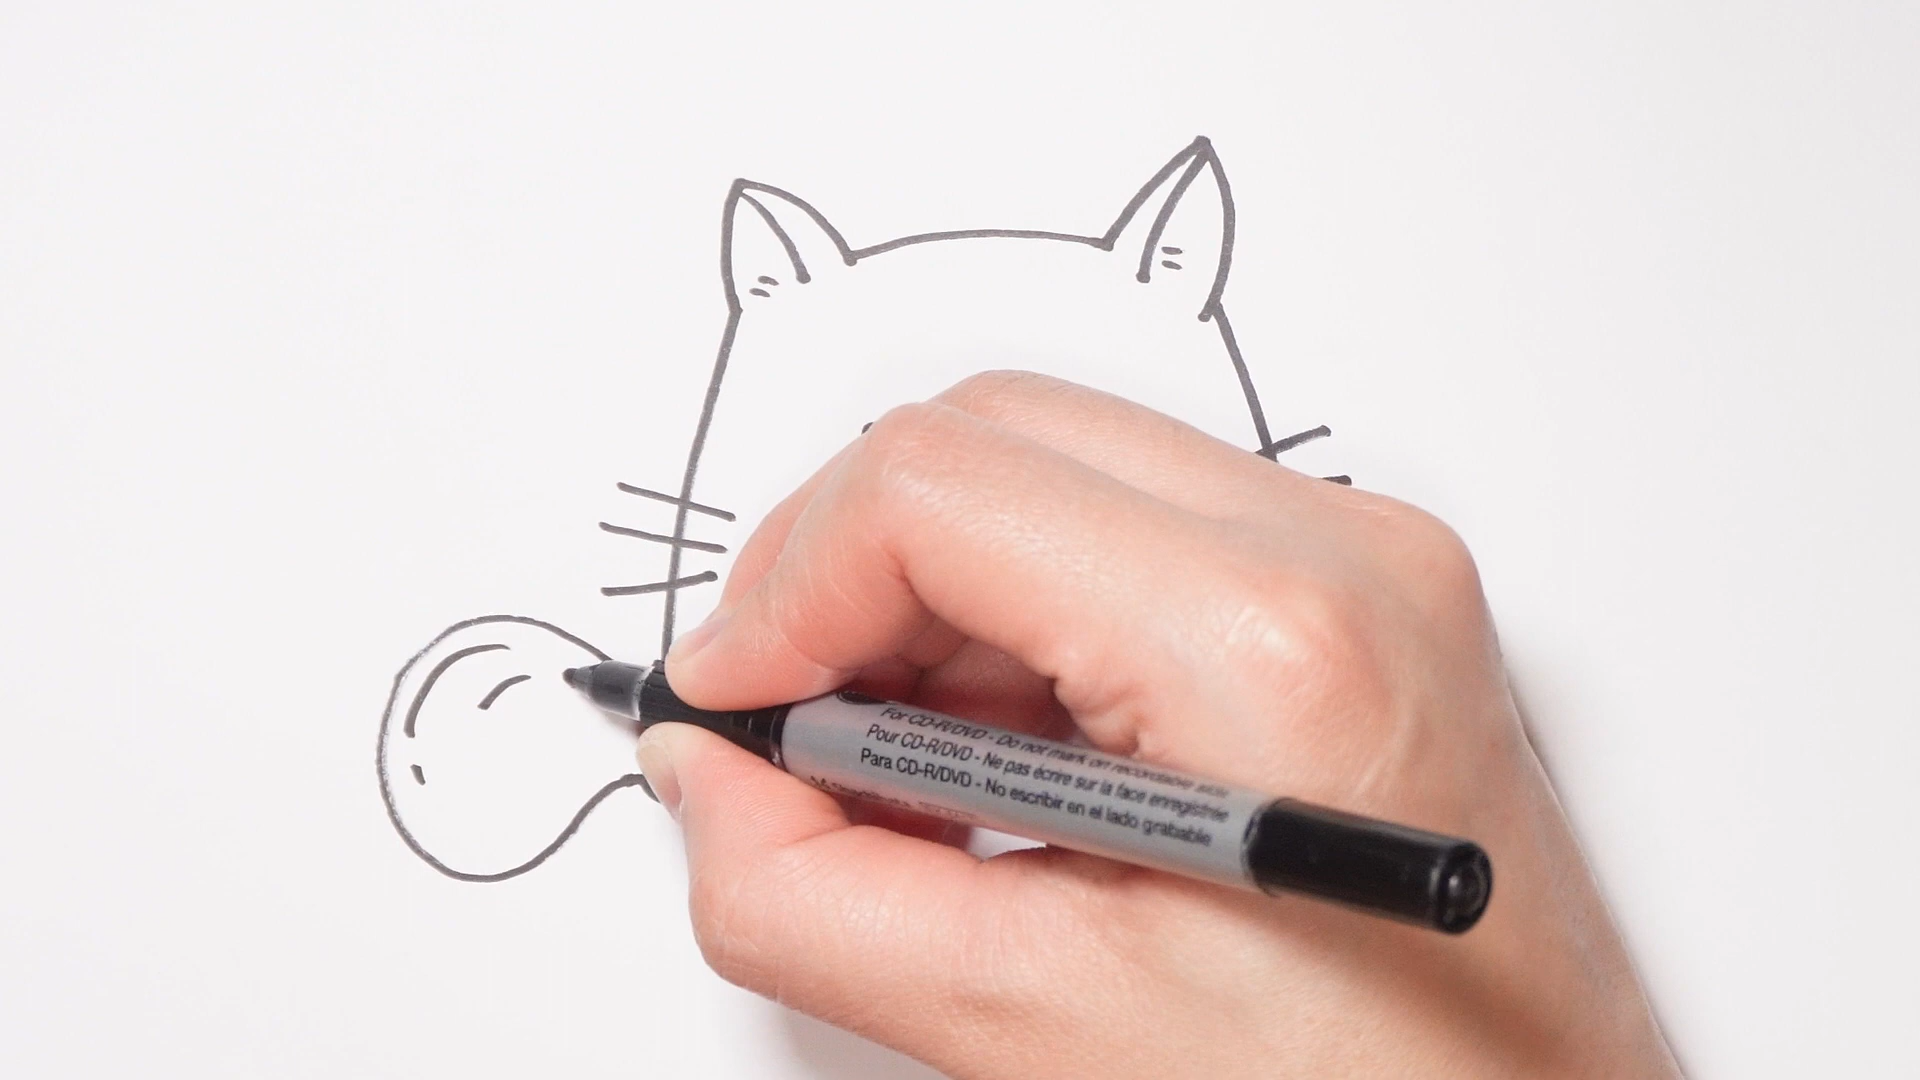 For CD-R/DVD - Do not mark on recordable side
Pour CD-R/DVD - Ne pas écrire sur la face enregistrée
Para CD-R/DVD - No escribir en el lado grabable